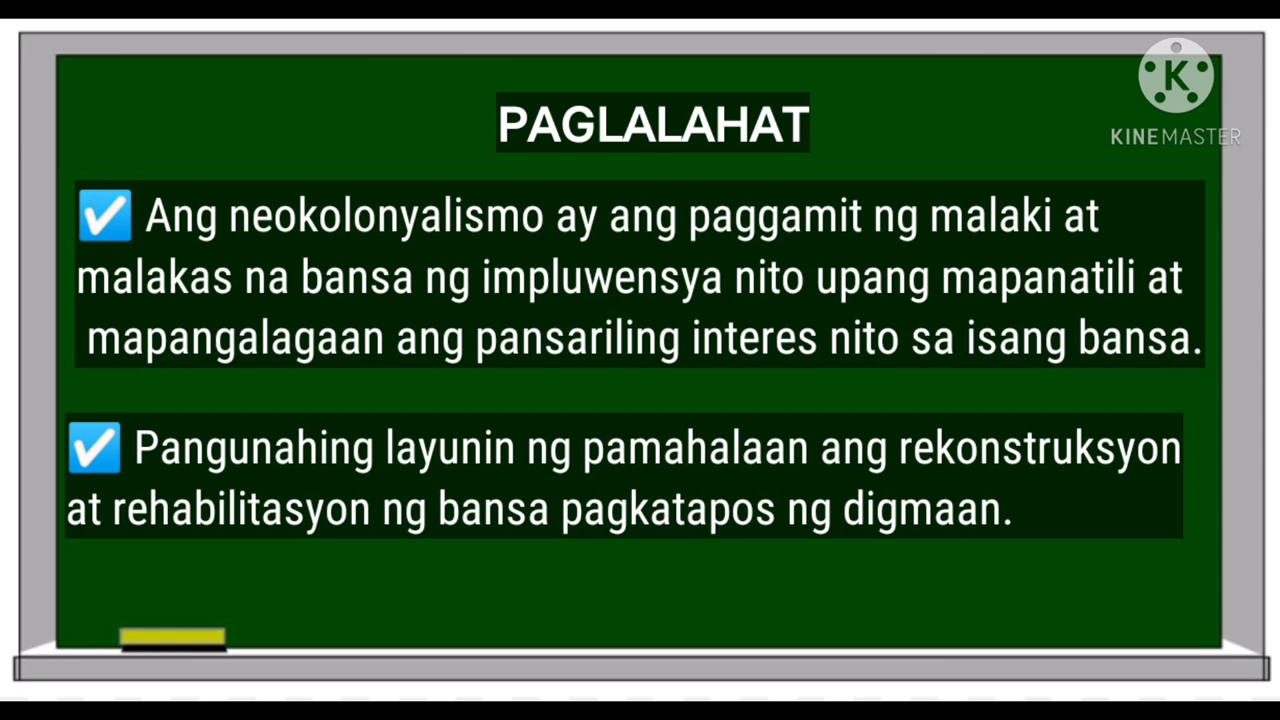 PAGLALAHAT
K
KINEMASTER
✅ Ang neokolonyalismo ay ang paggamit ng malaki at
malakas na bansa ng impluwensya nito upang mapanatili at
mapangalagaan ang pansariling interes nito sa isang bansa.
✅ Pangunahing layunin ng pamahalaan ang rekonstruksyon
at rehabilitasyon ng bansa pagkatapos ng digmaan.